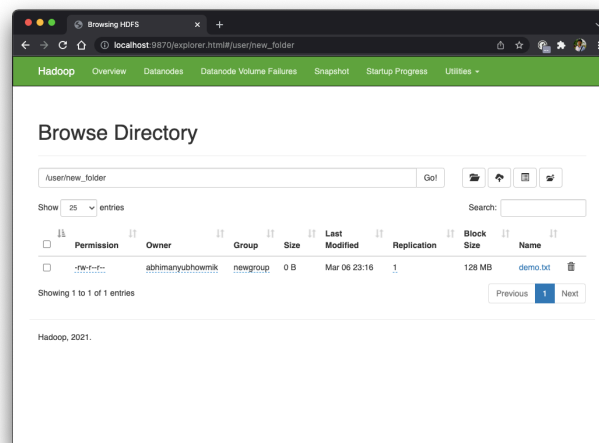 Browsing HDFS
localhost:9870/explorer.html#/user/new_folder
Hadoop Overview Datanodes Datanode Volume Failures Snapshot Startup Progress Utilities
Browse Directory
/user/new_folder Go!
Show 25 entries Search:
Permission Owner Group Size Last Modified Replication Block Size Name
-rw-r--r-- abhimanyubhowmik newgroup 0 B Mar 06 23:16 1 128 MB demo.txt
Showing 1 to 1 of 1 entries Previous 1 Next
Hadoop, 2021.